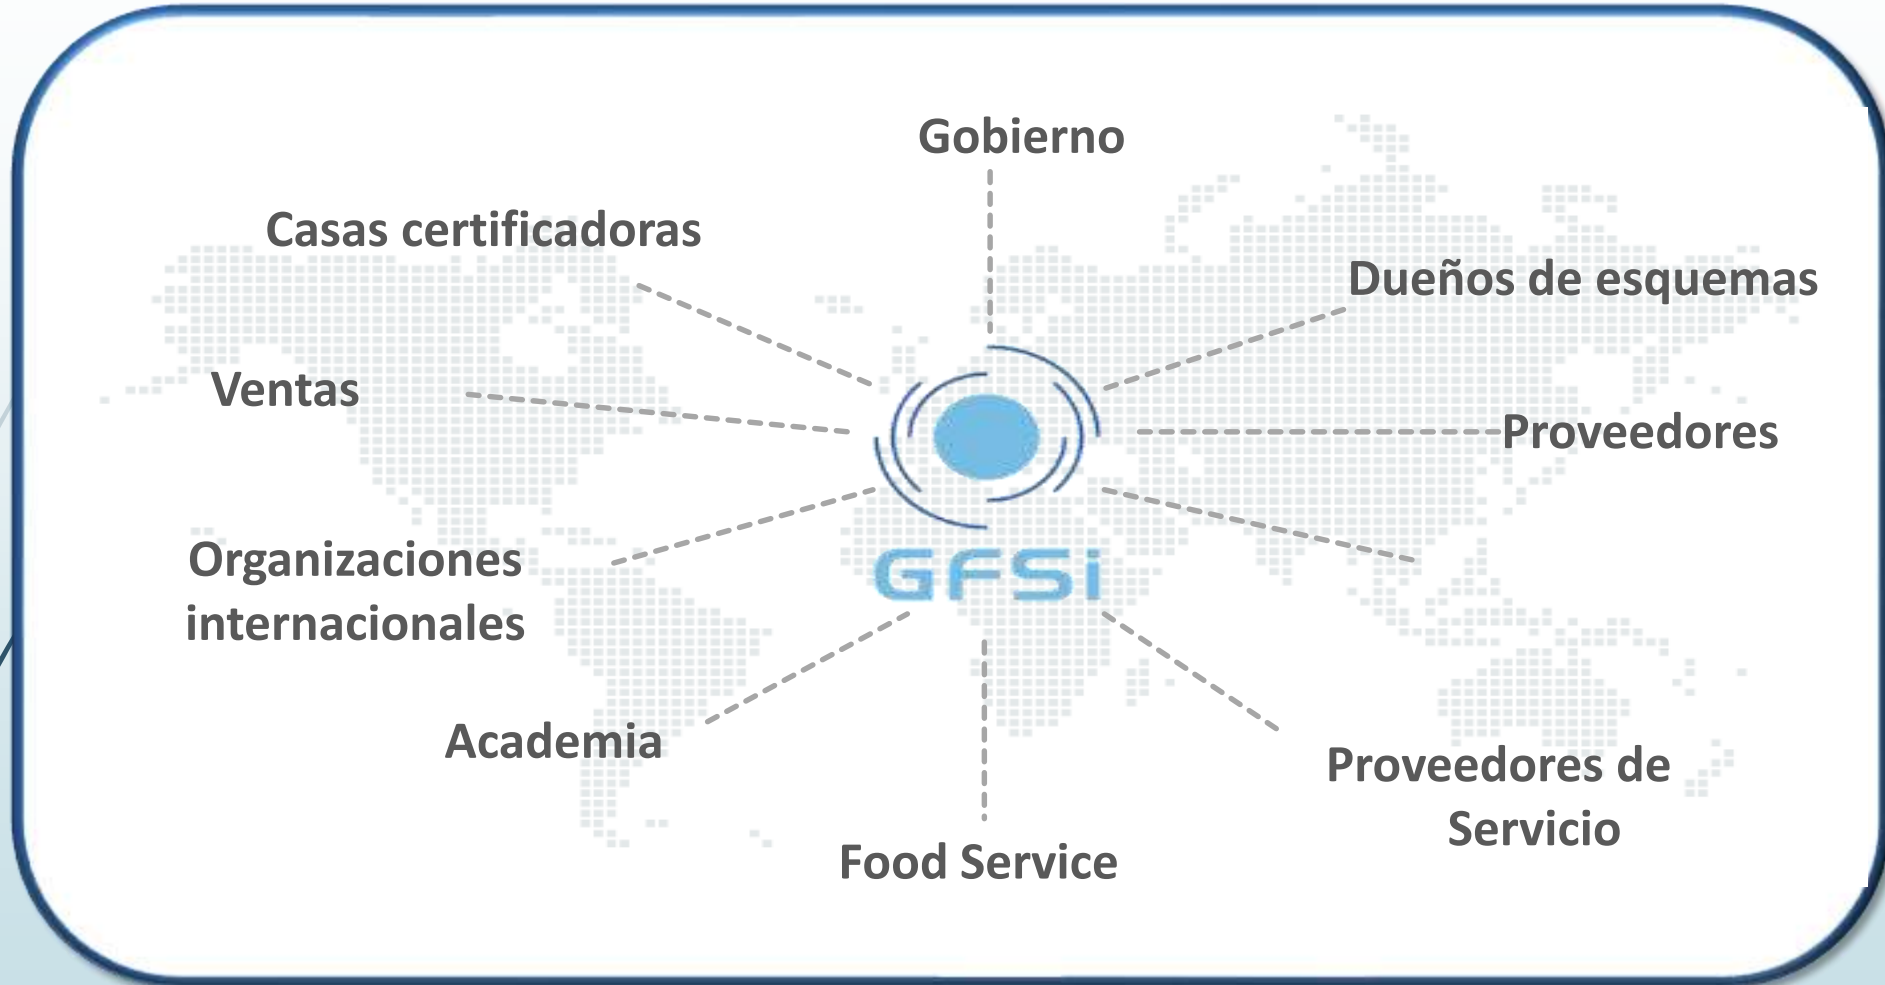 Gobierno
Casas certificadoras
Dueños de esquemas
Ventas
Proveedores
Organizaciones
internacionales
GFSi
Academia
Proveedores de
Servicio
Food Service